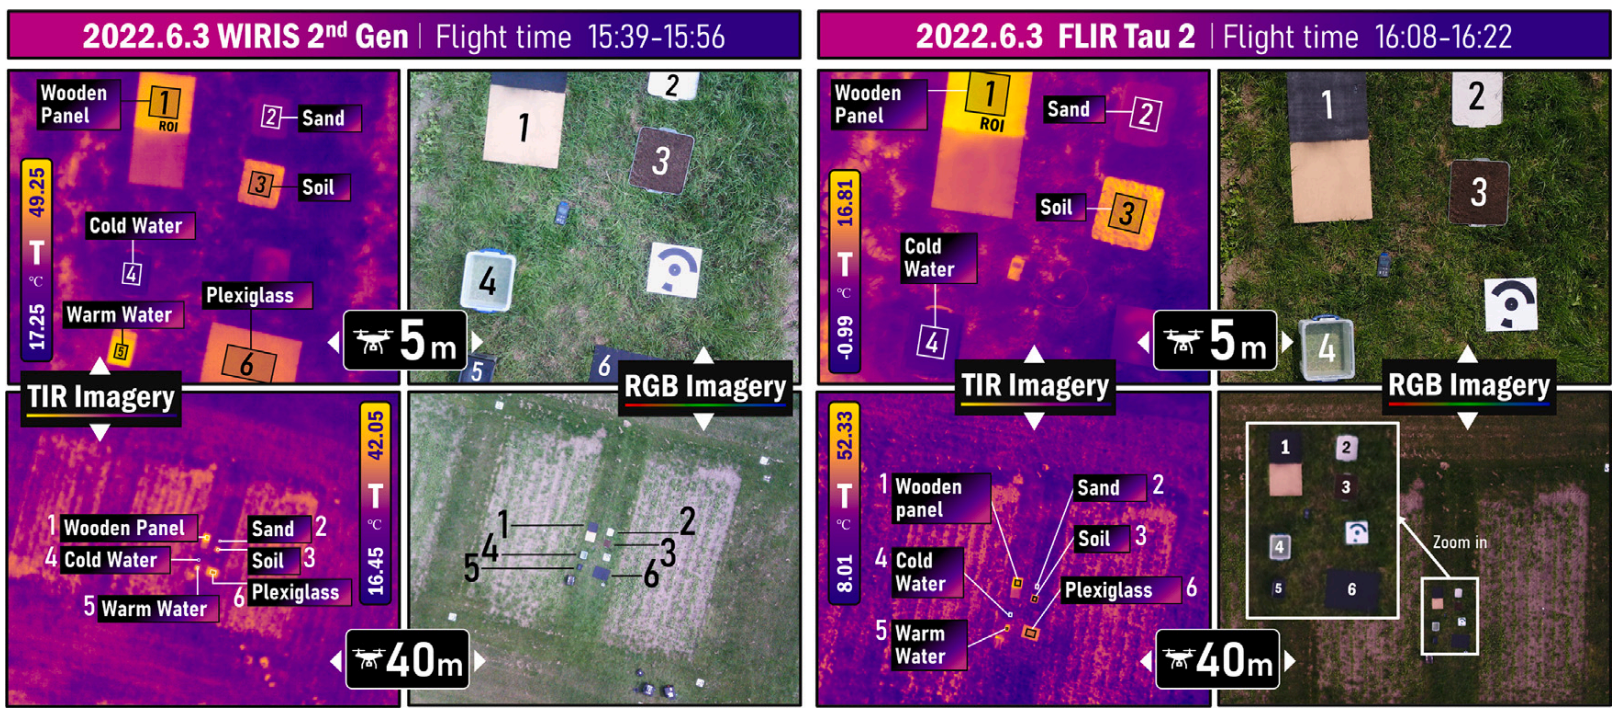 2022.6.3 WIRIS 2nd Gen | Flight time 15:39-15:56
Wooden
Panel
1
ROI
2
Sand
3
Soil
Cold Water
4
Warm Water
5
Plexiglass
6
49.25
T
°C
17.25
1
2
3
4
5
6
5m
TIR Imagery
RGB Imagery
1 Wooden Panel
Sand 2
4 Cold Water
Soil 3
5 Warm Water
6 Plexiglass
42.05
T
°C
16.45
1
2
3
4
5
6
40m
2022.6.3 FLIR Tau 2 | Flight time 16:08-16:22
Wooden
Panel
1
ROI
Sand
2
Soil
3
Cold
Water
4
16.81
T
°C
-0.99
1
2
3
4
5m
TIR Imagery
RGB Imagery
1 Wooden
panel
Sand 2
Soil 3
4 Cold
Water
Plexiglass 6
5 Warm
Water
52.33
T
°C
8.01
1
2
3
4
5
6
Zoom in
40m